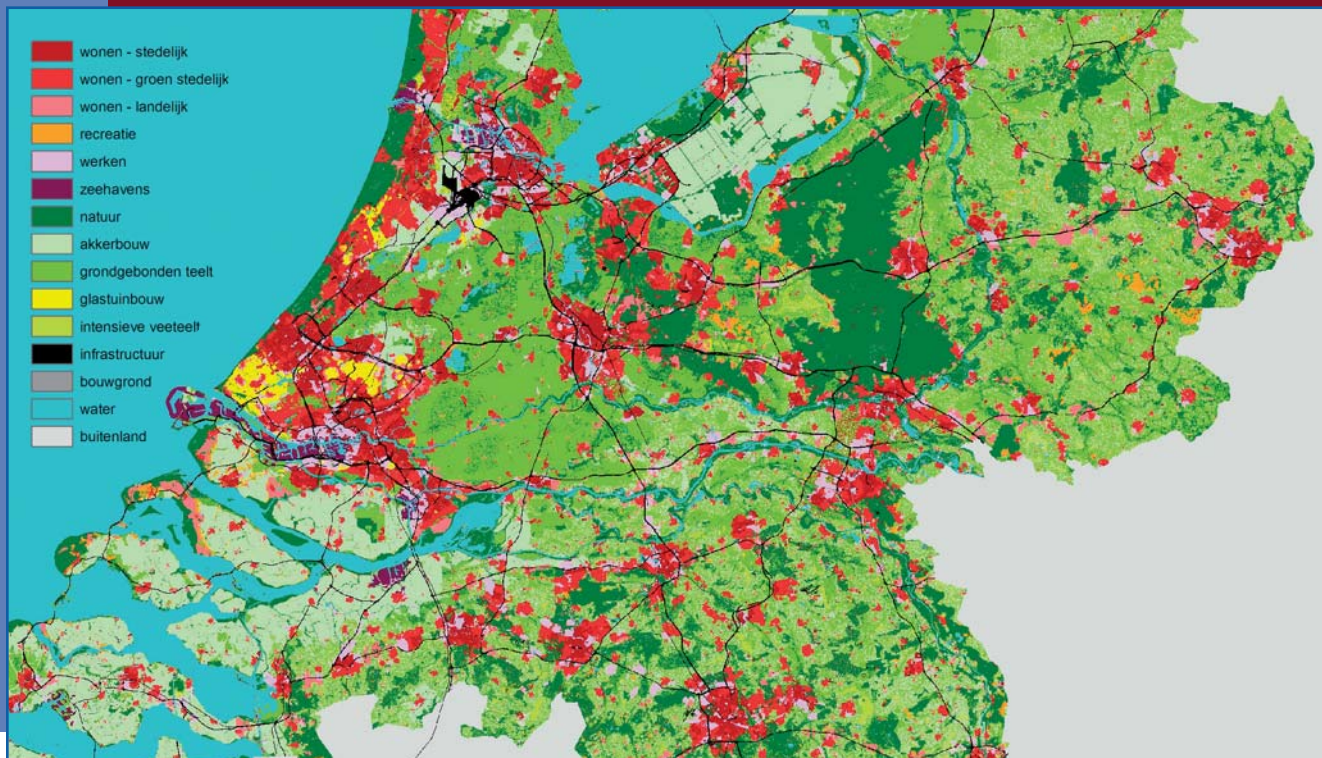 wonen - stedelijk
wonen - groen stedelijk
wonen - landelijk
recreatie
werken
zeehavens
natuur
akkerbouw
grondgebonden teelt
glastuinbouw
intensieve veeteelt
infrastructuur
bouwgrond
water
buitenland